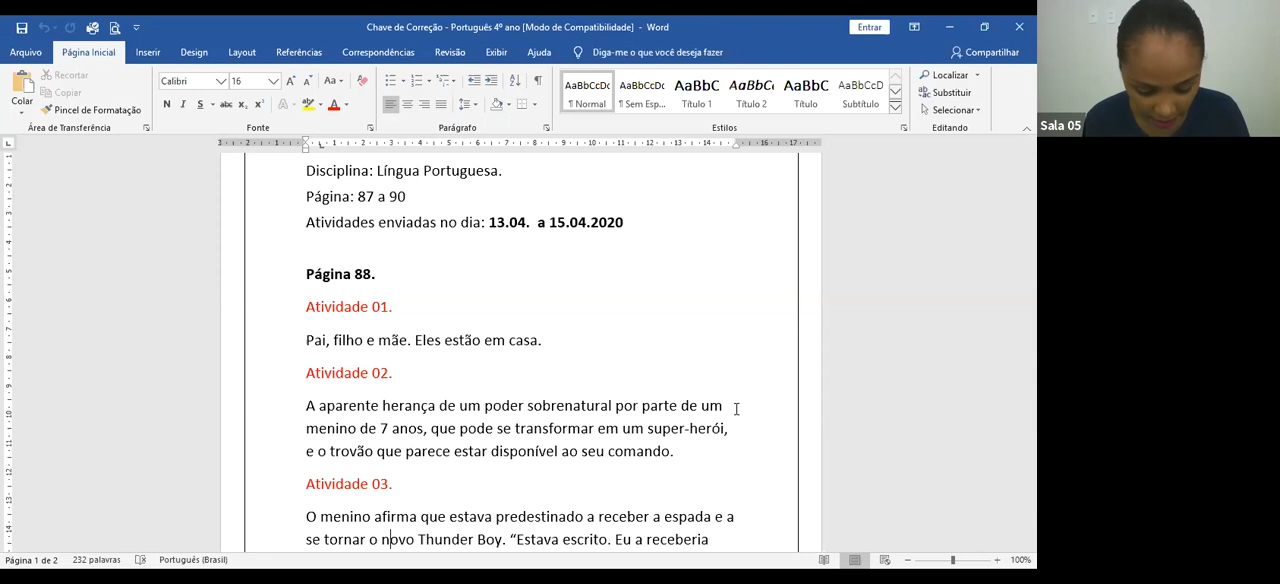 Chave de Correção - Português 4º ano [Modo de Compatibilidade] - Word
Entrar
Arquivo Página Inicial Inserir Design Layout Referências Correspondências Revisão Exibir Ajuda Diga-me o que você deseja fazer Compartilhar
Colar
Recortar
Copiar
Pincel de Formatação
Área de Transferência
Calibri 16
Fonte
Parágrafo
AaBbCcDc AaBbCcDc AaBbC AaBbCc AaBbC AaBbCcD
¶ Normal ¶ Sem Esp... Título 1 Título 2 Título Subtítulo
Estilos
Localizar
Substituir
Selecionar
Editando
Sala 05
Disciplina: Língua Portuguesa.
Página: 87 a 90
Atividades enviadas no dia: 13.04. a 15.04.2020
Página 88.
Atividade 01.
Pai, filho e mãe. Eles estão em casa.
Atividade 02.
A aparente herança de um poder sobrenatural por parte de um
menino de 7 anos, que pode se transformar em um super-herói,
e o trovão que parece estar disponível ao seu comando.
Atividade 03.
O menino afirma que estava predestinado a receber a espada e a
se tornar o novo Thunder Boy. “Estava escrito. Eu a receberia
Página 1 de 2 232 palavras Português (Brasil) 100%